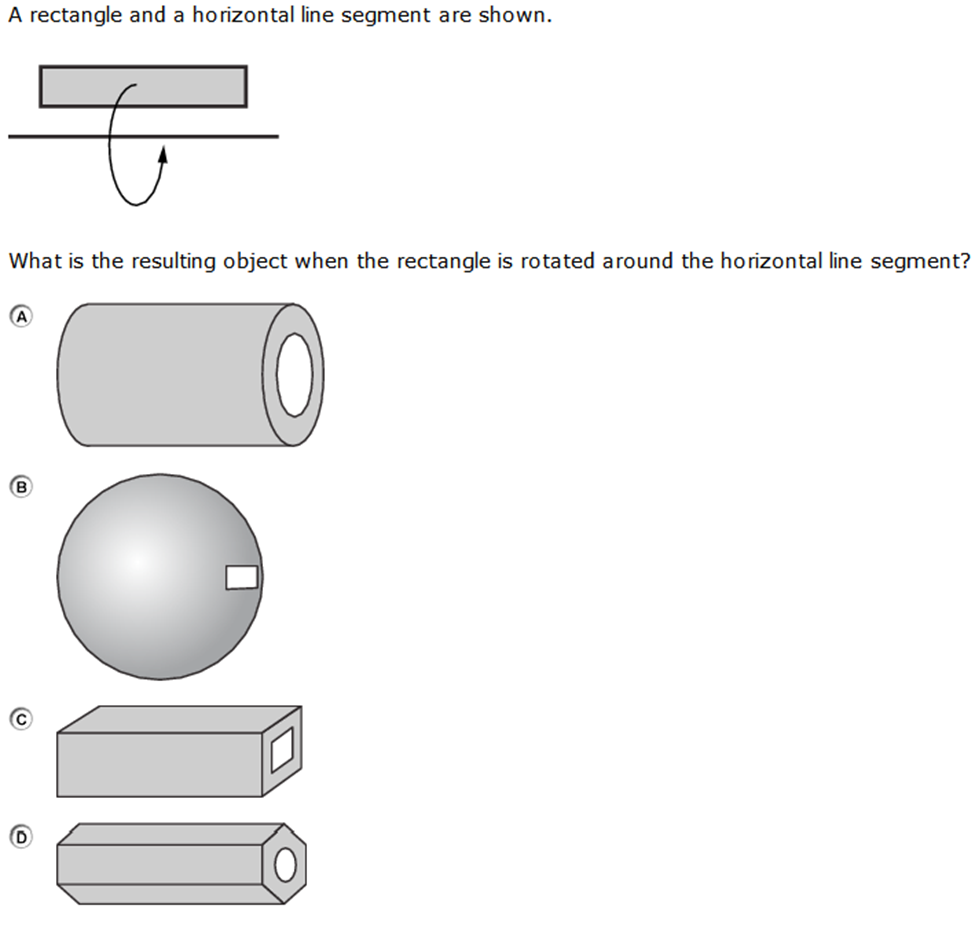 A rectangle and a horizontal line segment are shown.
What is the resulting object when the rectangle is rotated around the horizontal line segment?
A
B
C
D